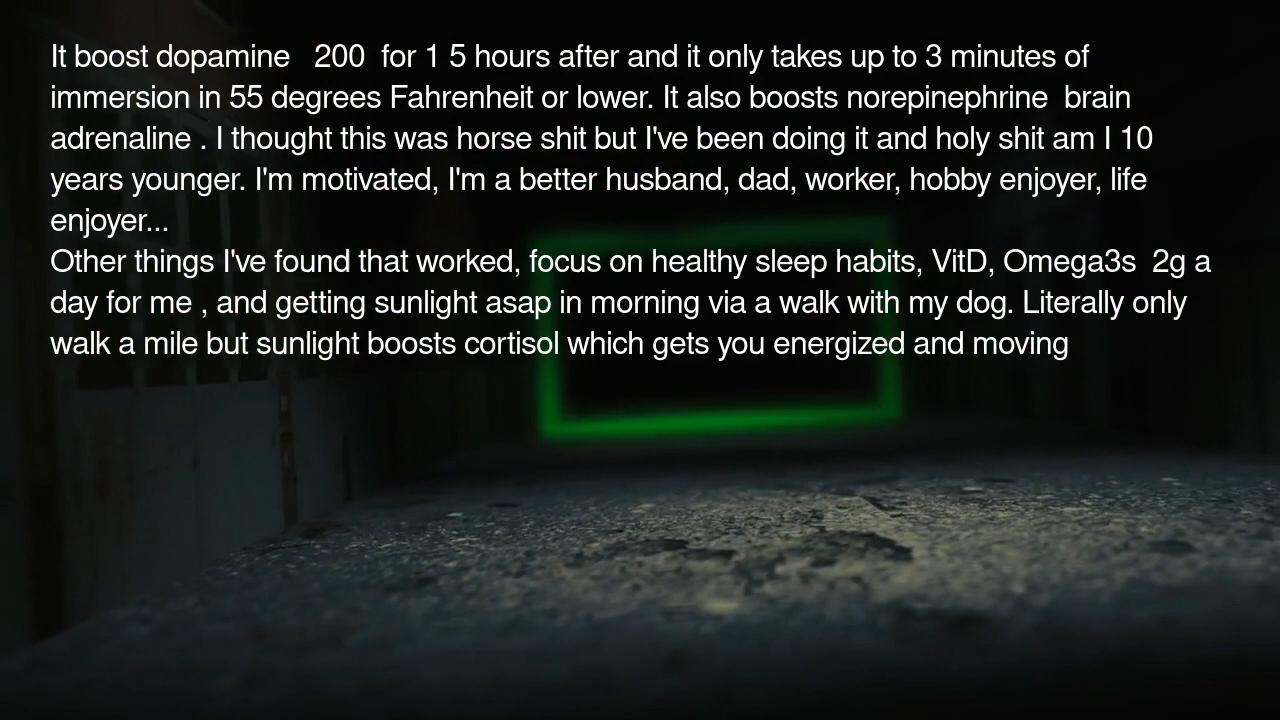 It boost dopamine   200  for 1 5 hours after and it only takes up to 3 minutes of
immersion in 55 degrees Fahrenheit or lower. It also boosts norepinephrine  brain
adrenaline . I thought this was horse shit but I've been doing it and holy shit am I 10
years younger. I'm motivated, I'm a better husband, dad, worker, hobby enjoyer, life
enjoyer...
Other things I've found that worked, focus on healthy sleep habits, VitD, Omega3s  2g a
day for me , and getting sunlight asap in morning via a walk with my dog. Literally only
walk a mile but sunlight boosts cortisol which gets you energized and moving